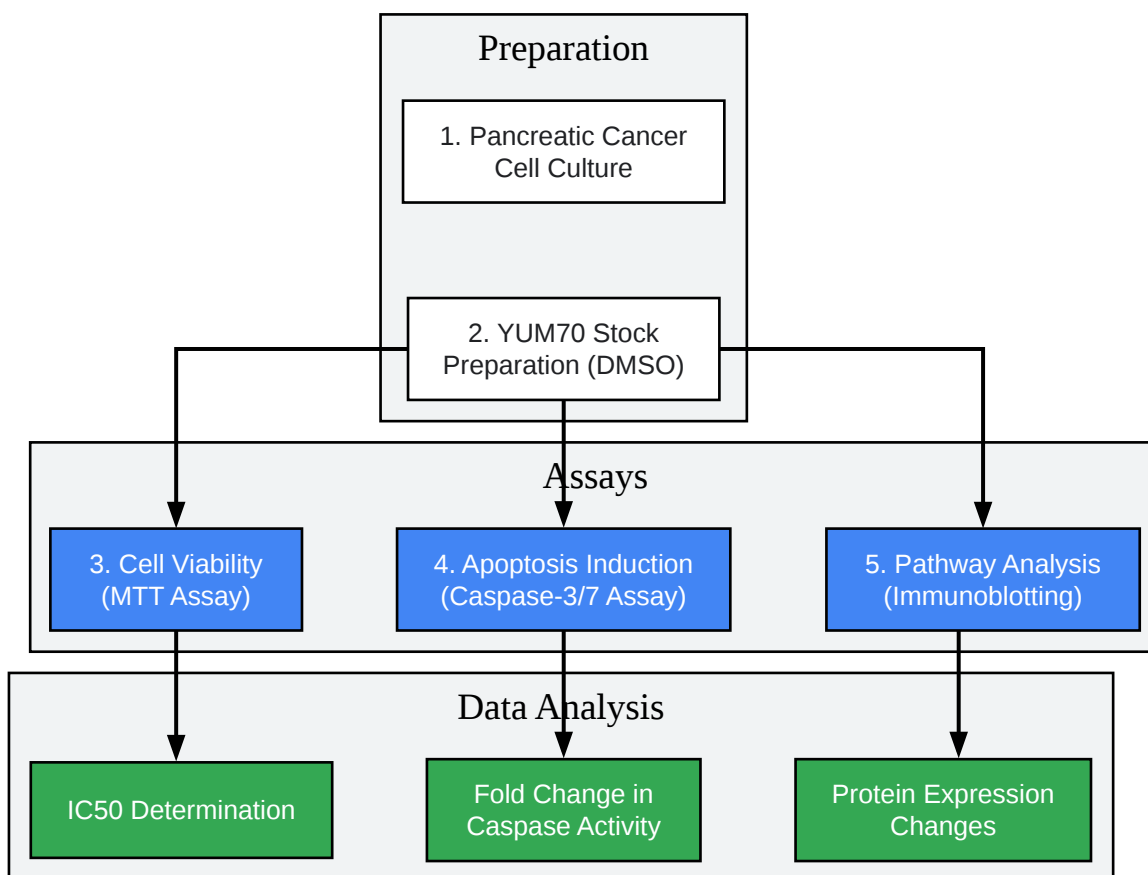 Preparation
1. Pancreatic Cancer
Cell Culture
2. YUM70 Stock
Preparation (DMSO)
Assays
3. Cell Viability
(MTT Assay)
4. Apoptosis Induction
(Caspase-3/7 Assay)
5. Pathway Analysis
(Immunoblotting)
Data Analysis
IC50 Determination
Fold Change in
Caspase Activity
Protein Expression
Changes